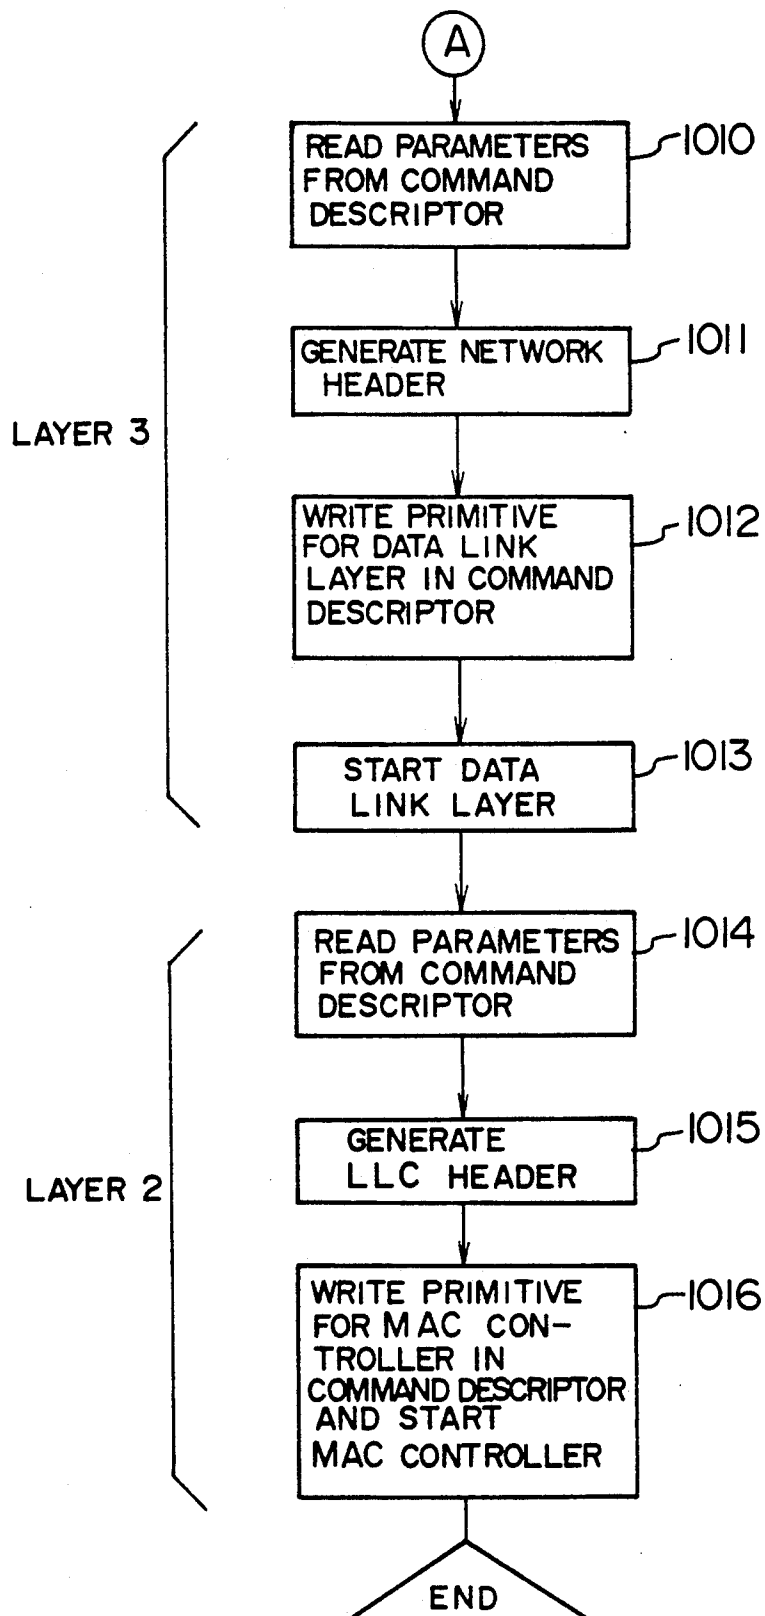 A
READ PARAMETERS
FROM COMMAND
DESCRIPTOR
1010
GENERATE NETWORK
HEADER
1011
LAYER 3
WRITE PRIMITIVE
FOR DATA LINK
LAYER IN COMMAND
DESCRIPTOR
1012
START DATA
LINK LAYER
1013
READ PARAMETERS
FROM COMMAND
DESCRIPTOR
1014
GENERATE
LLC HEADER
1015
LAYER 2
WRITE PRIMITIVE
FOR MAC CON-
TROLLER IN
COMMAND DESCRIPTOR
AND START
MAC CONTROLLER
1016
END